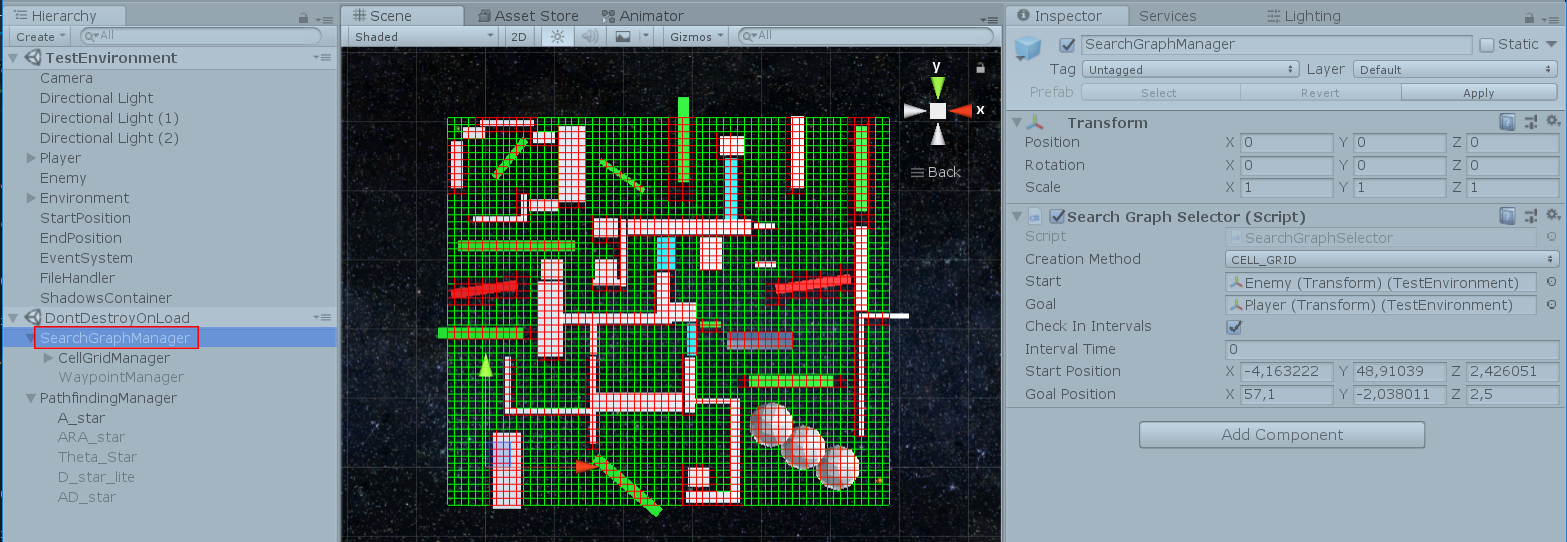 Hierarchy
Create All
TestEnvironment
Camera
Directional Light
Directional Light (1)
Directional Light (2)
Player
Enemy
Environment
StartPosition
EndPosition
EventSystem
FileHandler
ShadowsContainer
DontDestroyOnLoad
SearchGraphManager
CellGridManager
WaypointManager
PathfindingManager
A_star
ARA_star
Theta_Star
D_star_lite
AD_star
Scene Asset Store Animator
Shaded 2D Gizmos All
y
x
Back
Inspector Services Lighting
SearchGraphManager Static
Tag Untagged Layer Default
Prefab Select Revert Apply
Transform
Position X 0 Y 0 Z 0
Rotation X 0 Y 0 Z 0
Scale X 1 Y 1 Z 1
Search Graph Selector (Script)
Script SearchGraphSelector
Creation Method CELL_GRID
Start Enemy (Transform) (TestEnvironment)
Goal Player (Transform) (TestEnvironment)
Check In Intervals
Interval Time 0
Start Position X -4,163222 Y 48,91039 Z 2,426051
Goal Position X 57,1 Y -2,038011 Z 2,5
Add Component